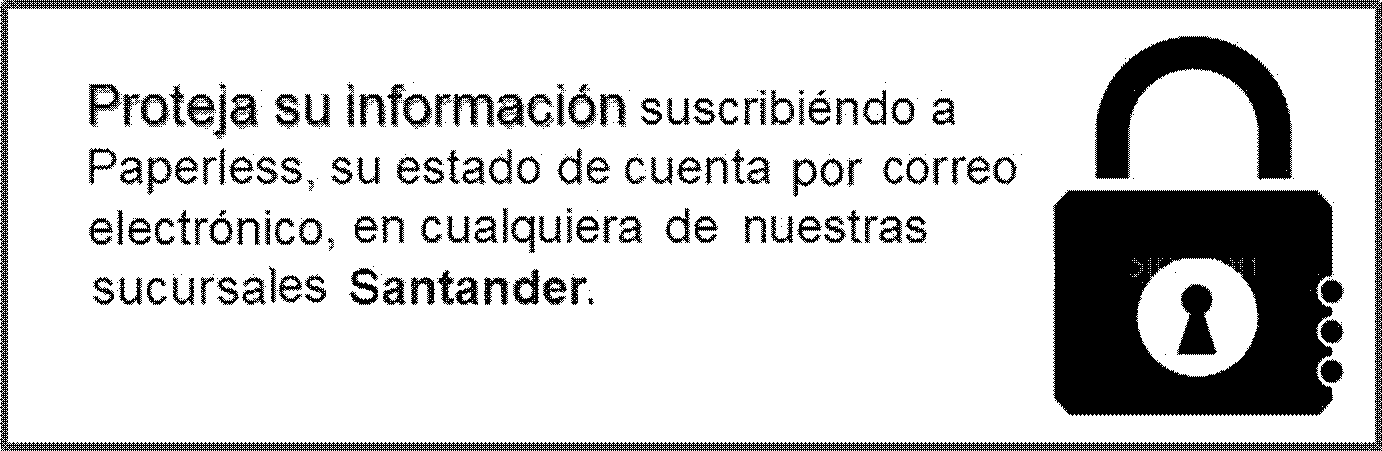 Proteja su información suscribiéndo a
Paperless, su estado de cuenta por correo
electrónico, en cualquiera de nuestras
sucursales Santander.